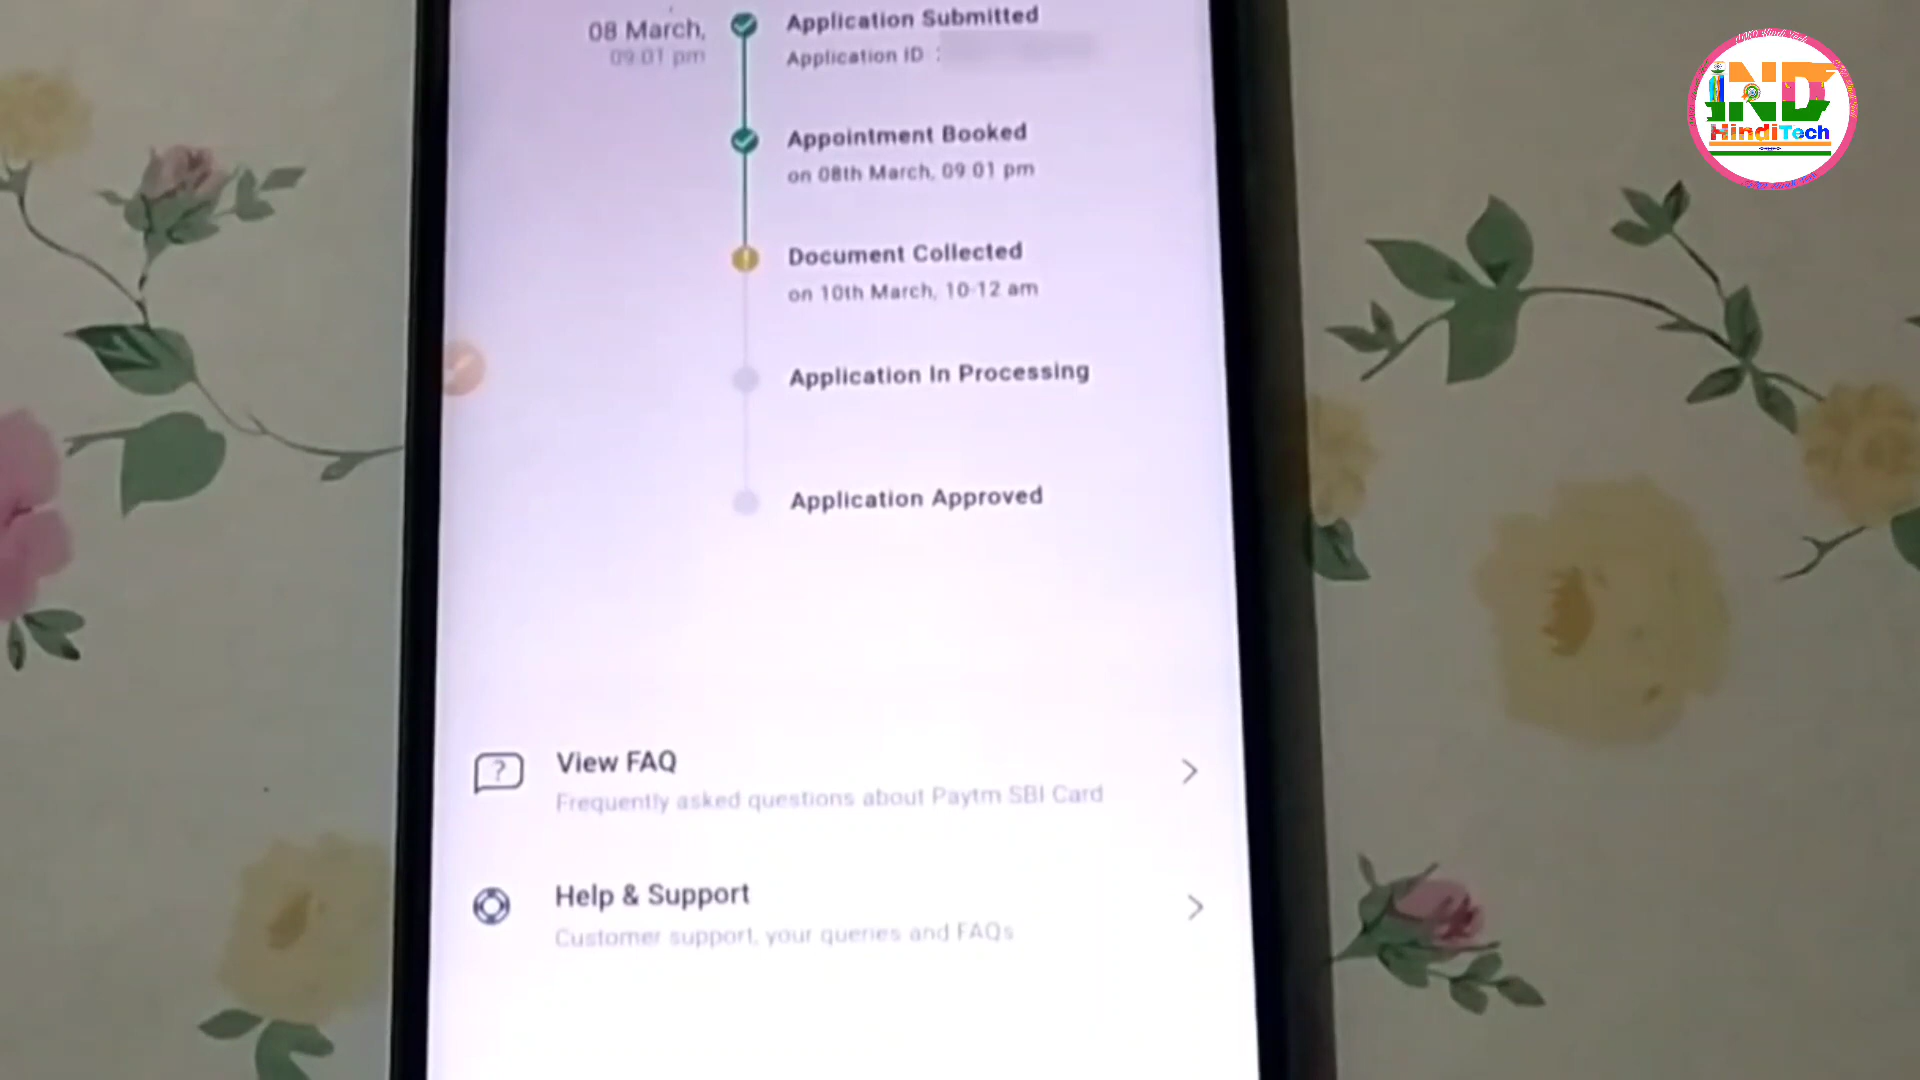 08 March,
09:01 pm
Application Submitted
Application ID :
Appointment Booked
on 08th March, 09 01 pm
Document Collected
on 10th March, 10-12 am
Application In Processing
Application Approved
View FAQ
Frequently asked questions about Paytm SBI Card
Help & Support
Customer support, your queries and FAQs
IND
HindiTech